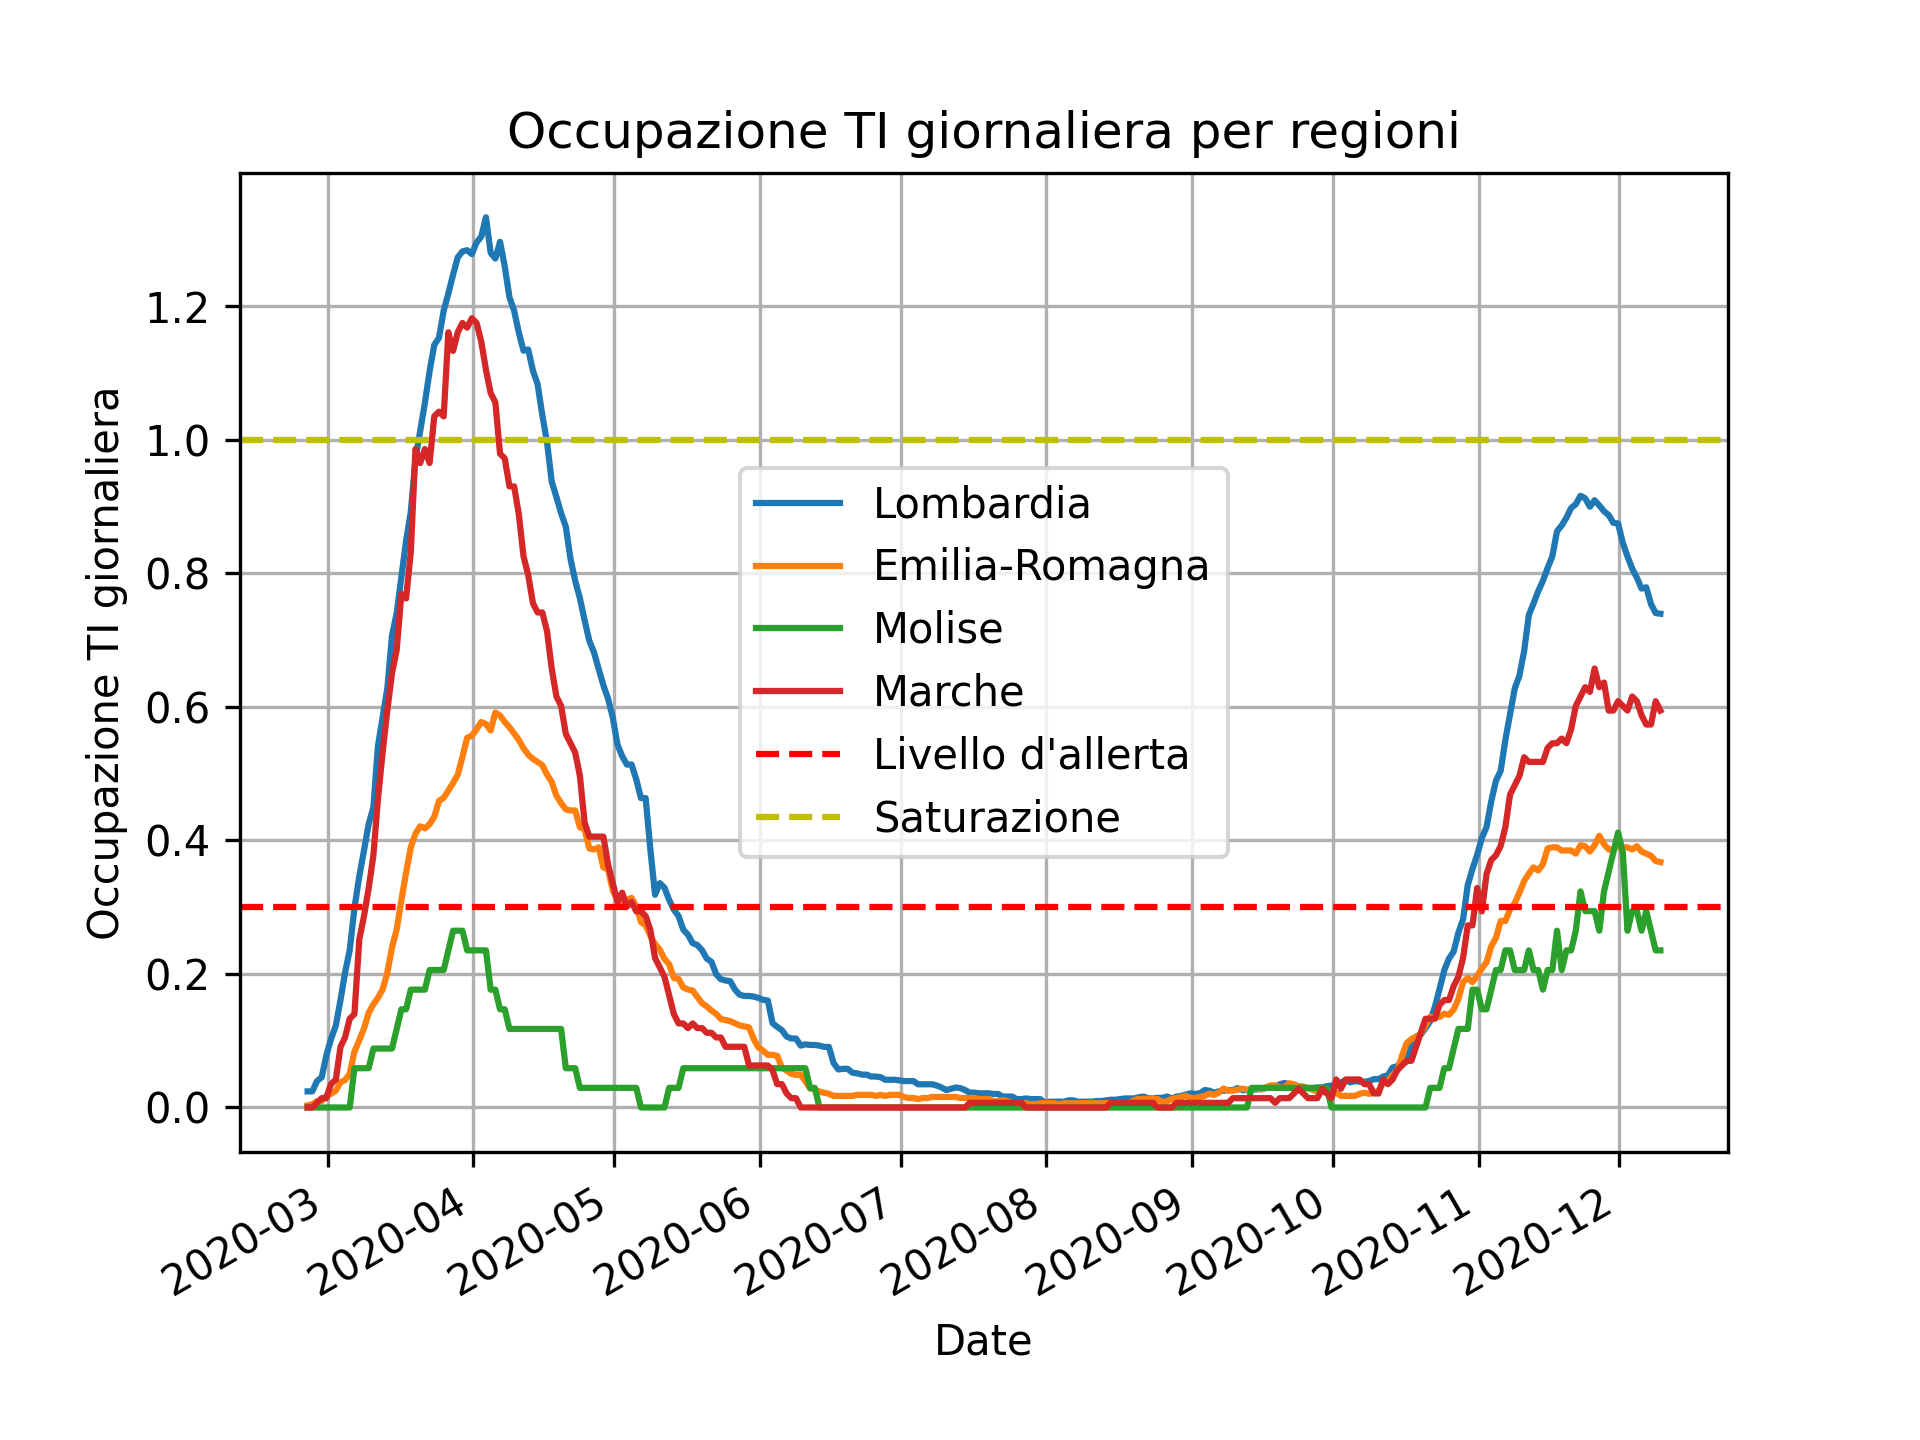 Occupazione TI giornaliera per regioni
Occupazione TI giornaliera
1.2
1.0
0.8
0.6
0.4
0.2
0.0
Lombardia
Emilia-Romagna
Molise
Marche
Livello d'allerta
Saturazione
2020-03
2020-04
2020-05
2020-06
2020-07
2020-08
2020-09
2020-10
2020-11
2020-12
Date